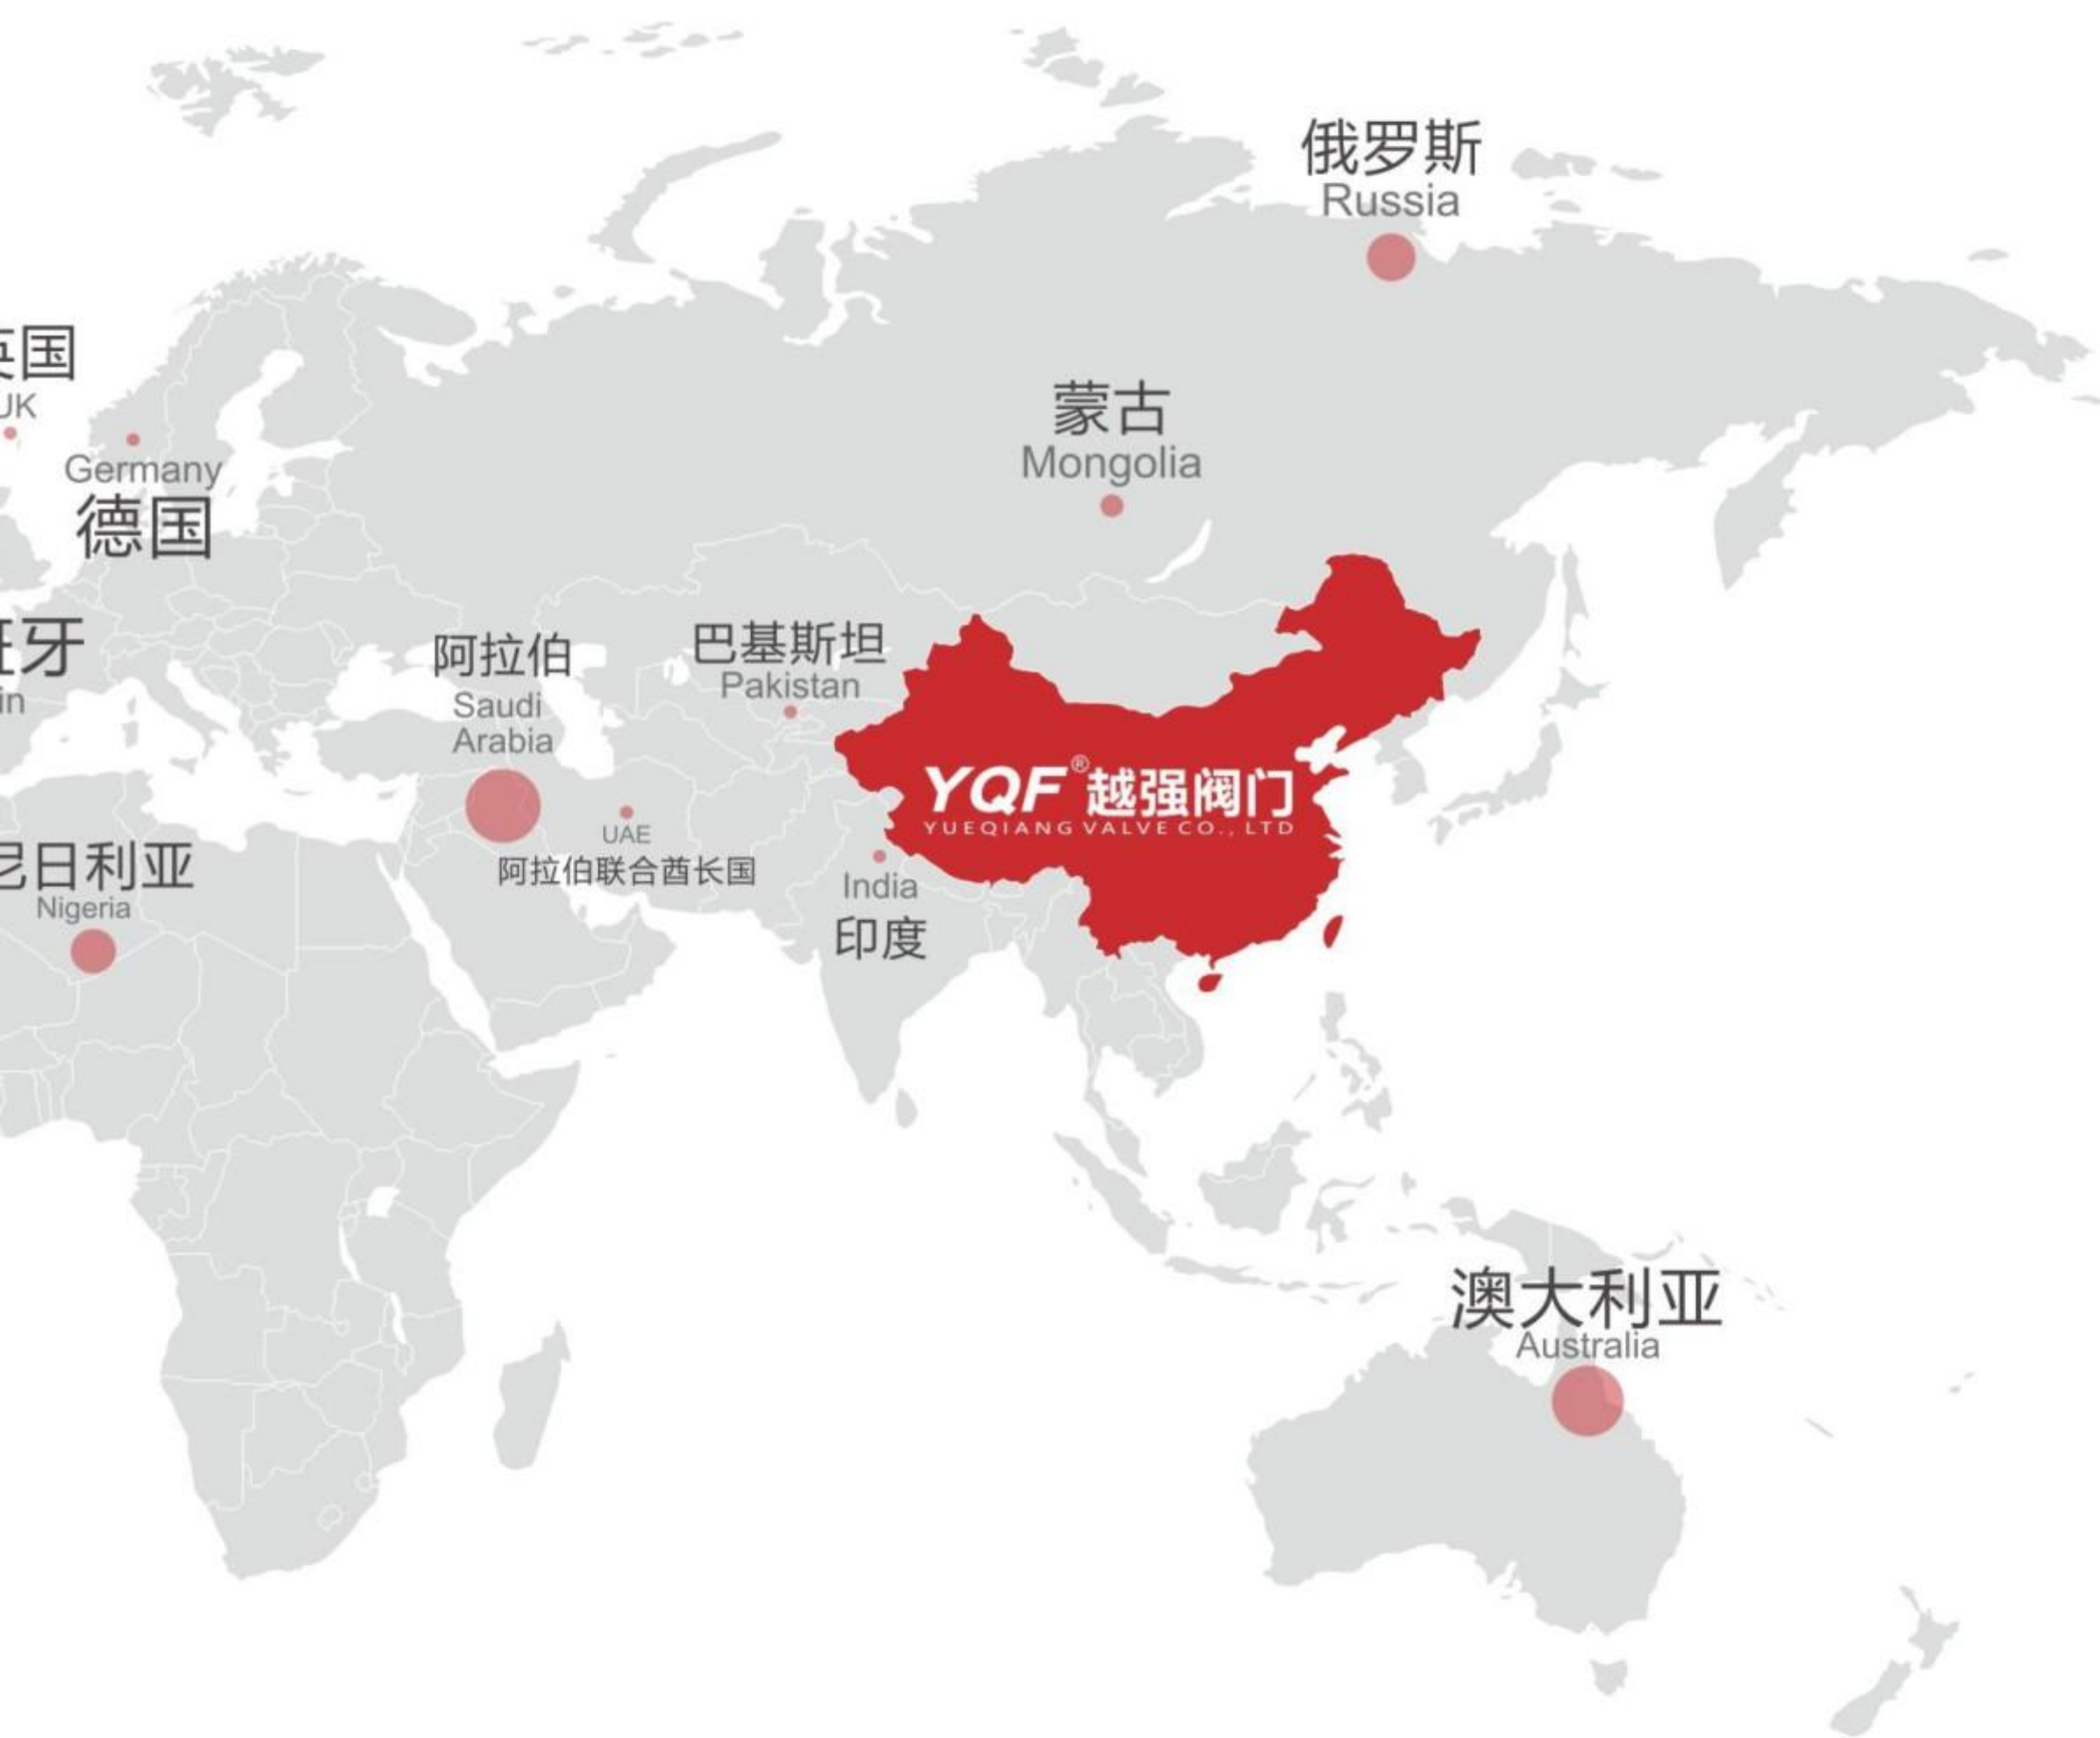 俄罗斯
Russia
国
UK
蒙古
Mongolia
Germany
德国
牙
in
阿拉伯
Saudi
Arabia
巴基斯坦
Pakistan
YQF®越强阀门
YUEQIANG VALVE CO., LTD
UAE
阿拉伯联合酋长国
India
印度
尼日利亚
Nigeria
澳大利亚
Australia